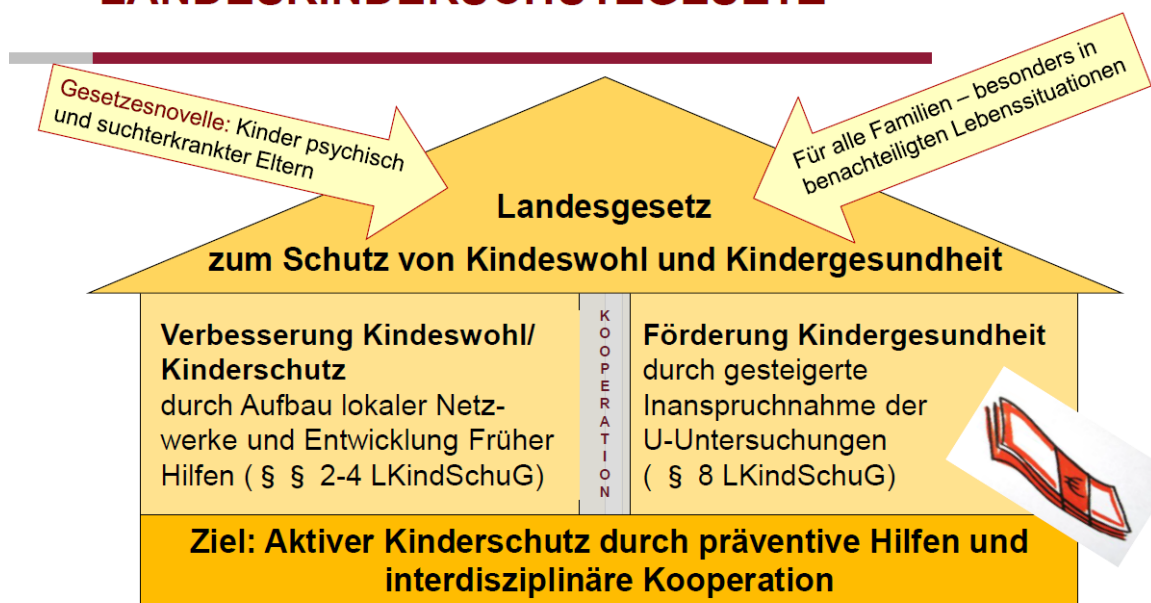 LANDESKINDERSCHUTZGESETZ
Gesetzesnovelle: Kinder psychisch
und suchterkrankter Eltern
Für alle Familien – besonders in
benachteiligten Lebenssituationen
Landesgesetz
zum Schutz von Kindeswohl und Kindergesundheit
Verbesserung Kindeswohl/
Kinderschutz
durch Aufbau lokaler Netz-
werke und Entwicklung Früher
Hilfen ( § § 2-4 LKindSchuG)
KOOPERATION
Förderung Kindergesundheit
durch gesteigerte
Inanspruchnahme der
U-Untersuchungen
( § 8 LKindSchuG)
€
Ziel: Aktiver Kinderschutz durch präventive Hilfen und
interdisziplinäre Kooperation